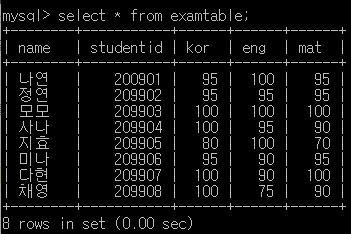 mysql> select * from examtable;
+------+-----------+------+------+------+
| name | studentid | kor | eng | mat |
+------+-----------+------+------+------+
| 나연 | 200901 | 95 | 100 | 95 |
| 정연 | 209902 | 95 | 95 | 95 |
| 모모 | 209903 | 100 | 100 | 100 |
| 사나 | 209904 | 100 | 95 | 90 |
| 지효 | 209905 | 80 | 100 | 70 |
| 미나 | 209906 | 95 | 90 | 95 |
| 다현 | 209907 | 100 | 90 | 100 |
| 채영 | 209908 | 100 | 75 | 90 |
+------+-----------+------+------+------+
8 rows in set (0.00 sec)